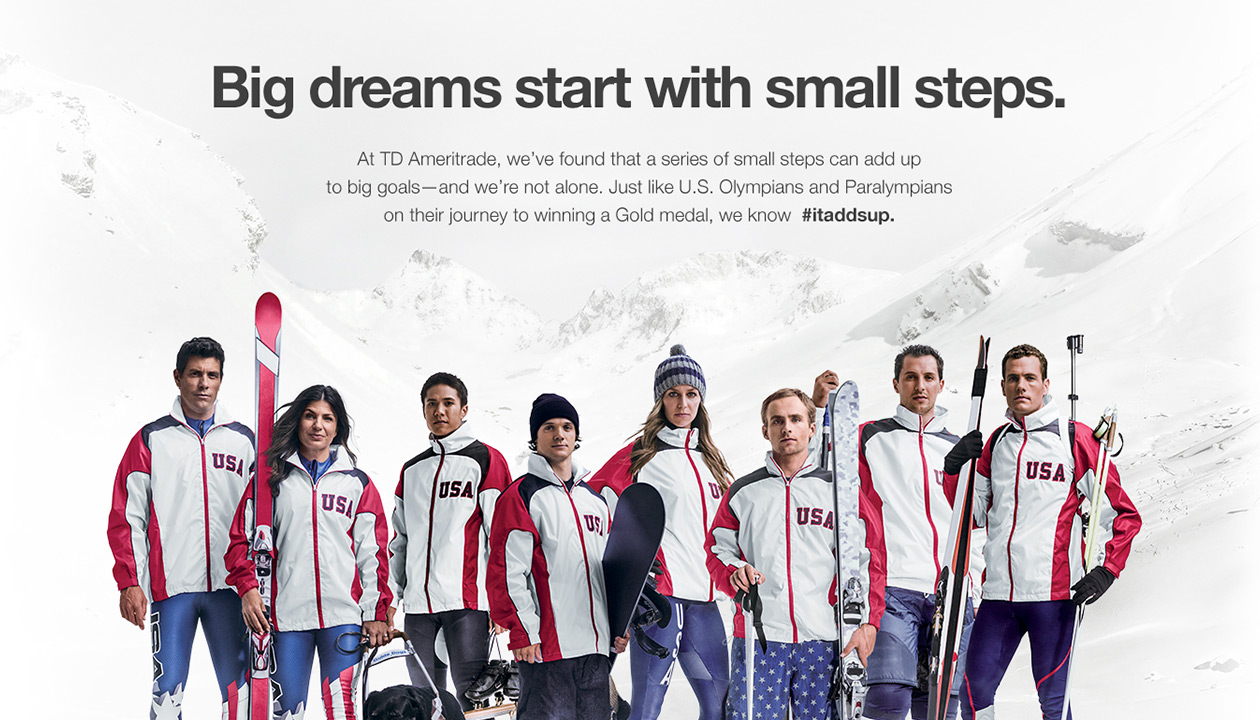 Big dreams start with small steps.
At TD Ameritrade, we've found that a series of small steps can add up
to big goals—and we're not alone. Just like U.S. Olympians and Paralympians
on their journey to winning a Gold medal, we know #itaddsup.
USA
USA
USA
USA
USA
USA
USA